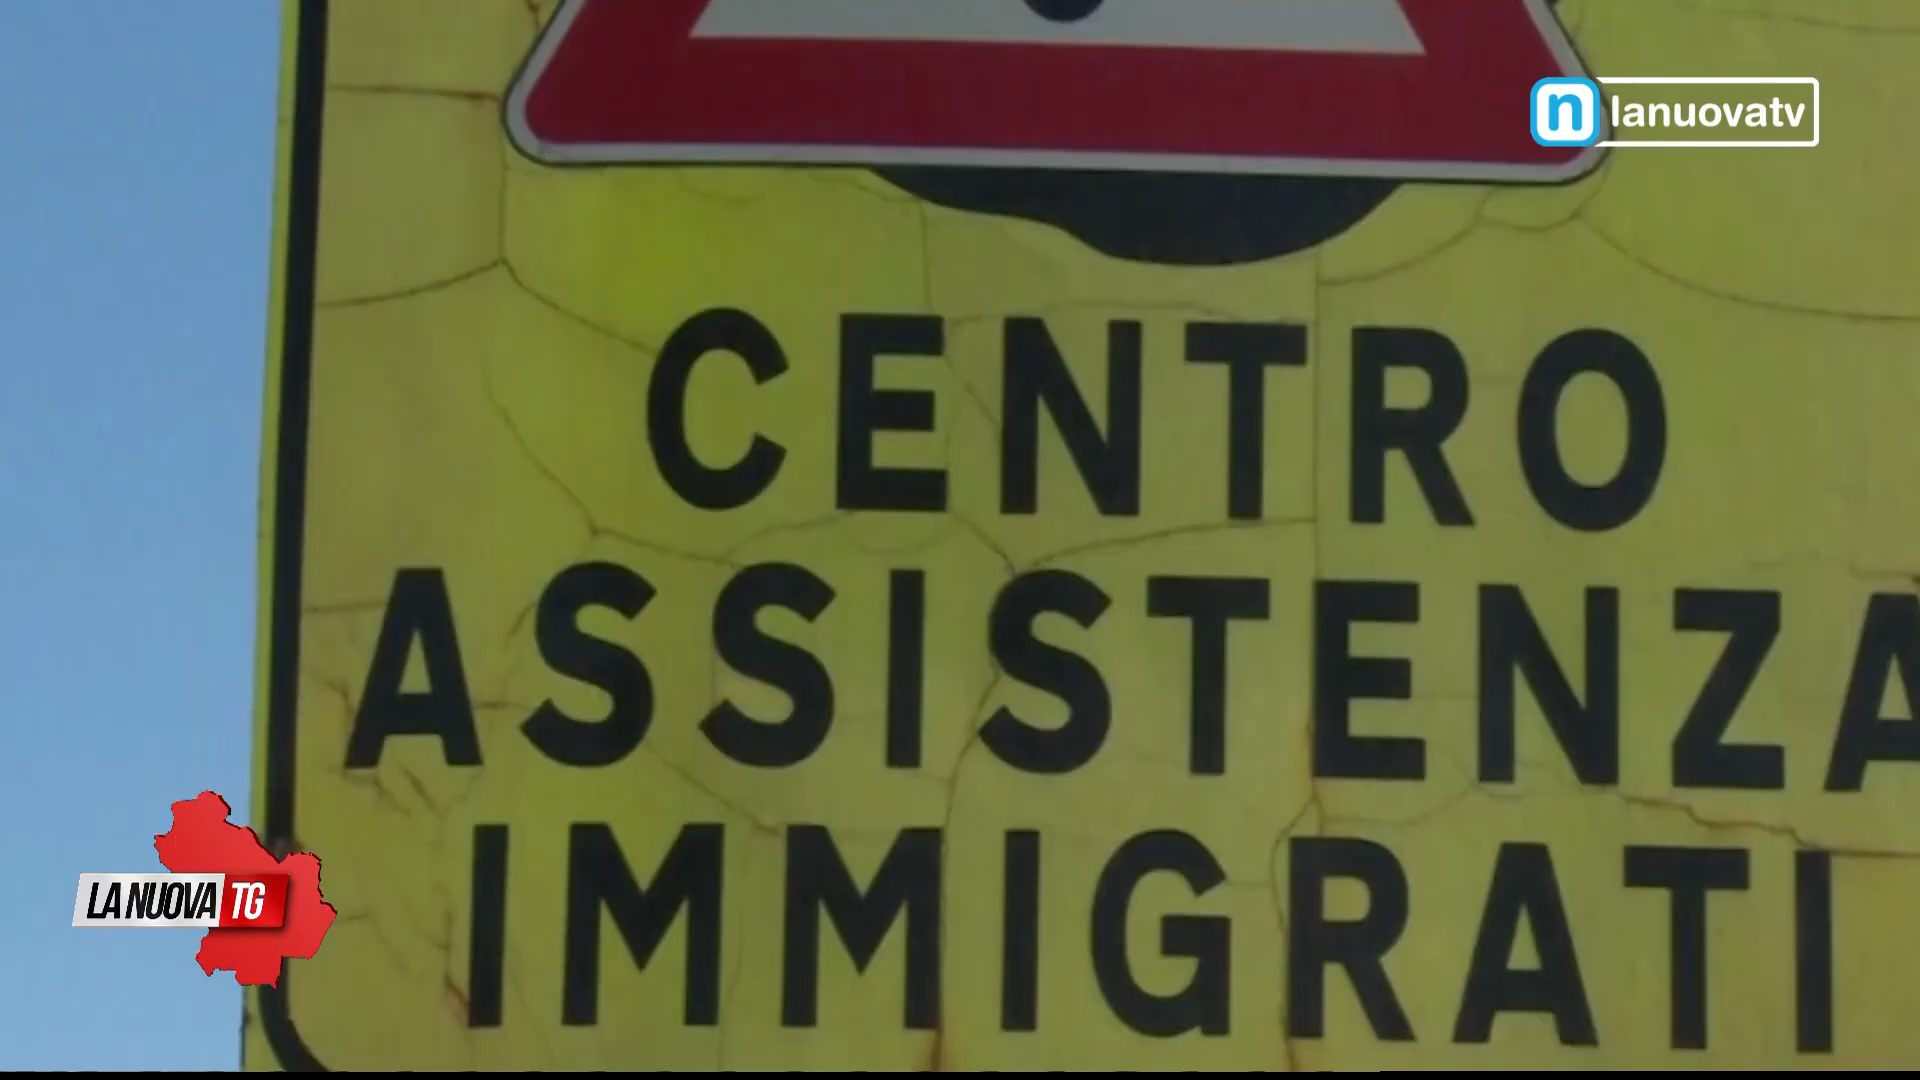 lanuovatv
CENTRO
ASSISTENZA
IMMIGRATI
LA NUOVA TG